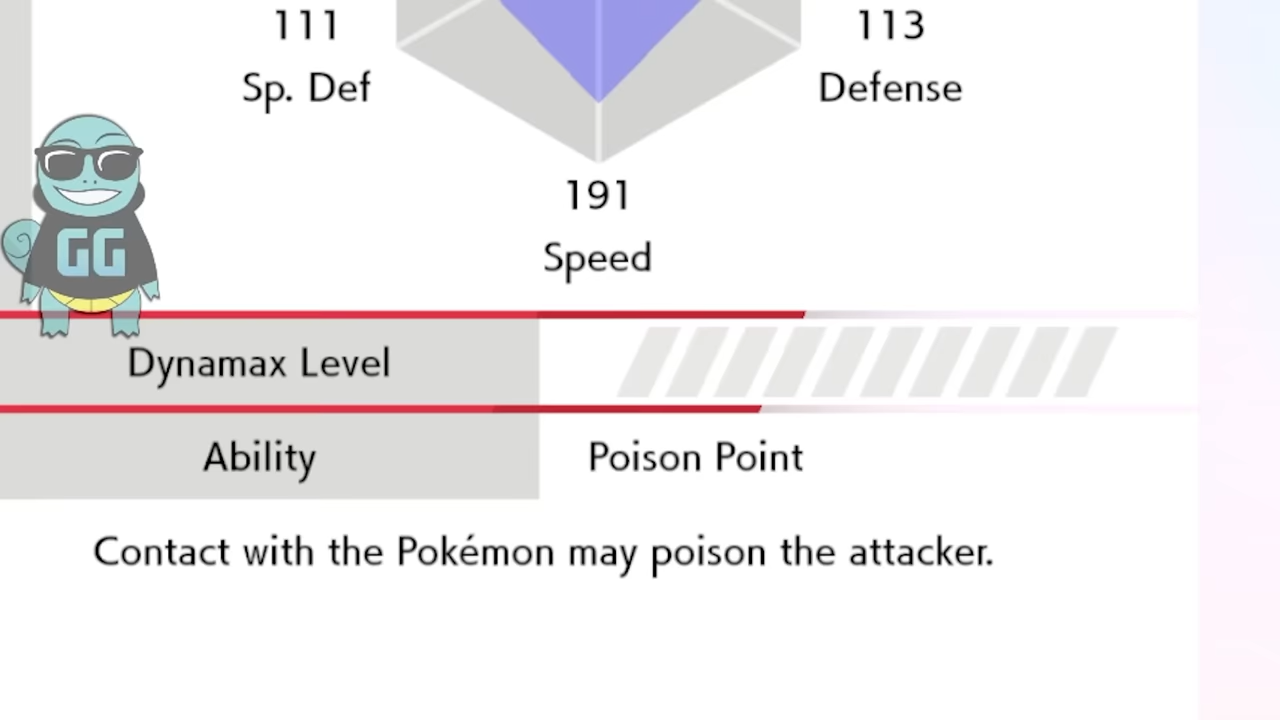 111
113
Sp. Def
Defense
191
Speed
GG
Dynamax Level
Ability
Poison Point
Contact with the Pokémon may poison the attacker.